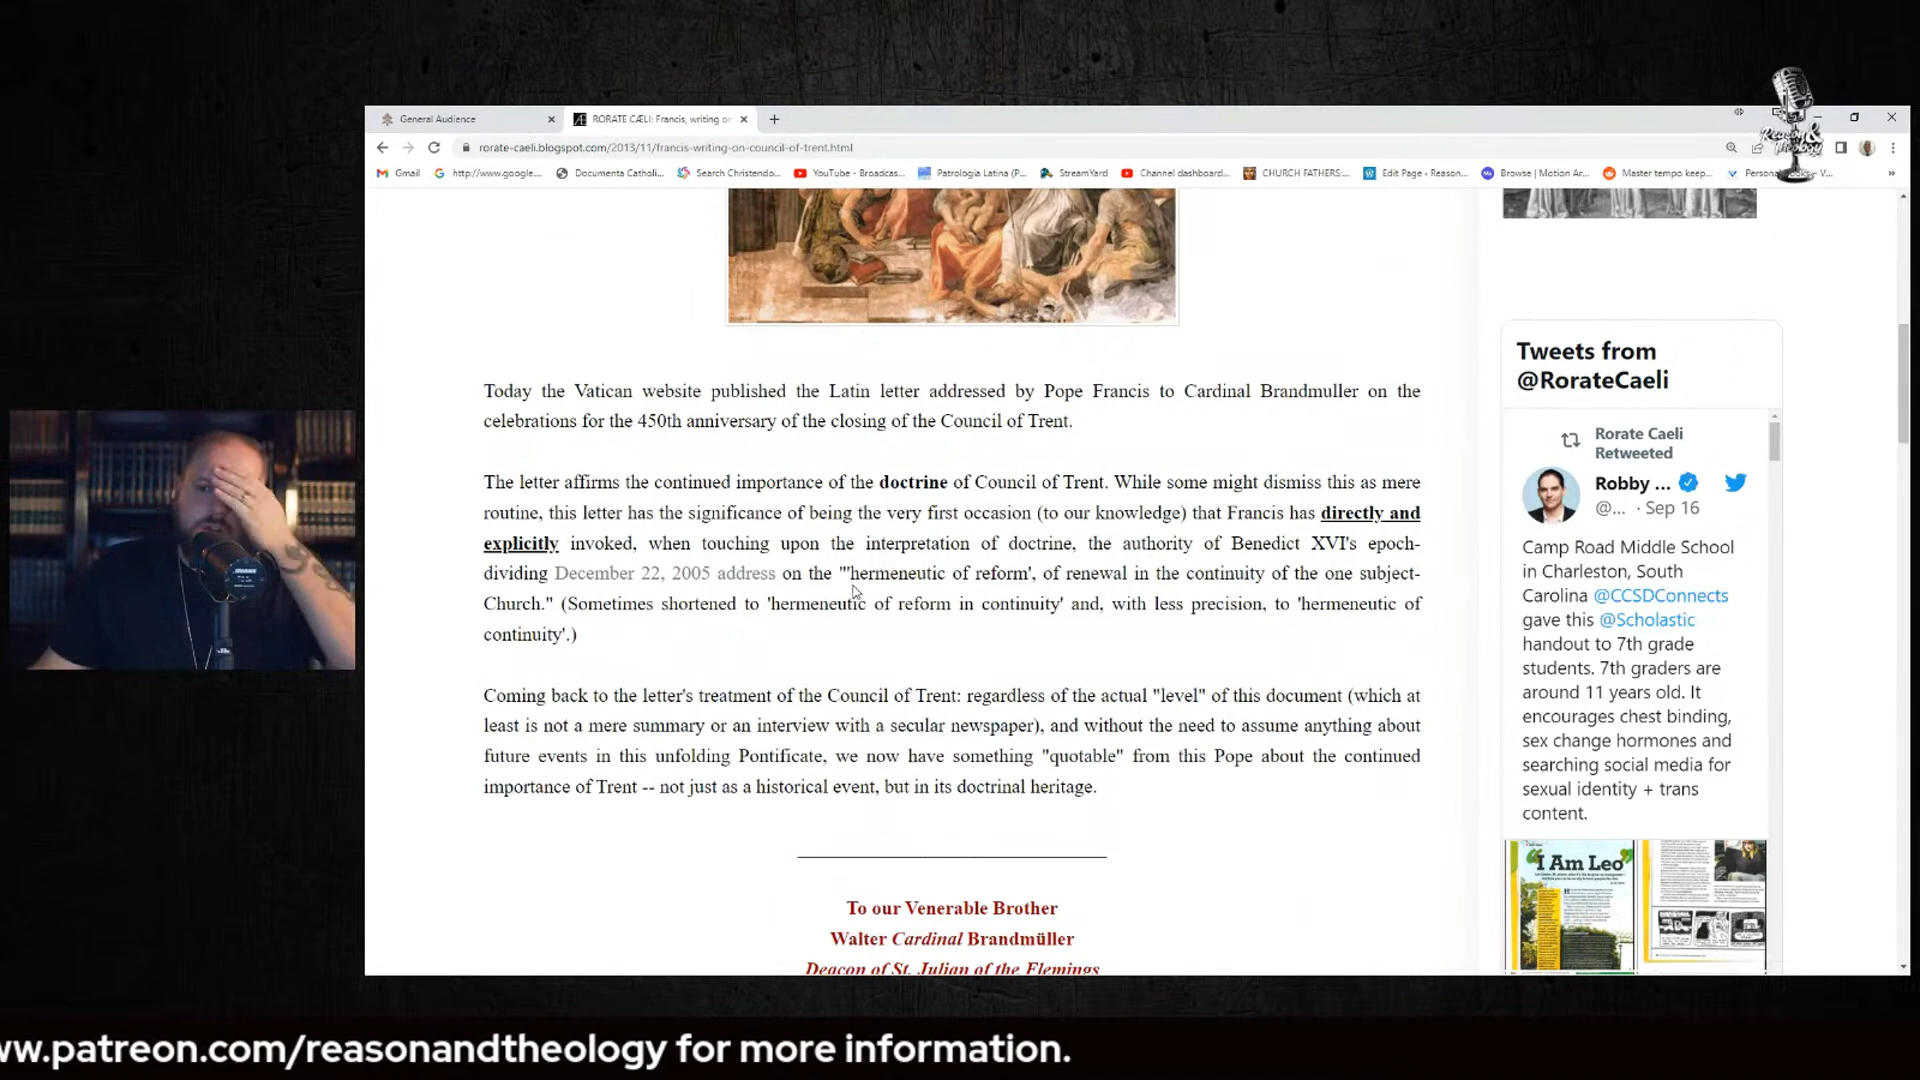 General Audience
RORATE CÆLI: Francis, writing or
rorate-caeli.blogspot.com/2013/11/francis-writing-on-council-of-trent.html
Reason&
Theology
Gmail
http://www.google....
Documenta Catholi...
Search Christendo...
YouTube - Broadcas...
Patrologia Latina (P...
StreamYard
Channel dashboard...
CHURCH FATHERS:...
Edit Page ‹ Reason...
Browse | Motion Ar...
Master tempo keep...
Today the Vatican website published the Latin letter addressed by Pope Francis to Cardinal Brandmuller on the
celebrations for the 450th anniversary of the closing of the Council of Trent.
The letter affirms the continued importance of the doctrine of Council of Trent. While some might dismiss this as mere
routine, this letter has the significance of being the very first occasion (to our knowledge) that Francis has directly and
explicitly invoked, when touching upon the interpretation of doctrine, the authority of Benedict XVI's epoch-
dividing December 22, 2005 address on the "'hermeneutic of reform', of renewal in the continuity of the one subject-
Church." (Sometimes shortened to 'hermeneutic of reform in continuity' and, with less precision, to 'hermeneutic of
continuity'.)
Coming back to the letter's treatment of the Council of Trent: regardless of the actual "level" of this document (which at
least is not a mere summary or an interview with a secular newspaper), and without the need to assume anything about
future events in this unfolding Pontificate, we now have something "quotable" from this Pope about the continued
importance of Trent -- not just as a historical event, but in its doctrinal heritage.
To our Venerable Brother
Walter Cardinal Brandmüller
Deacon of St. Julian of the Flemings
Tweets from
@RorateCaeli
Rorate Caeli
Retweeted
Robby ...
@... · Sep 16
Camp Road Middle School
in Charleston, South
Carolina @CCSDConnects
gave this @Scholastic
handout to 7th grade
students. 7th graders are
around 11 years old. It
encourages chest binding,
sex change hormones and
searching social media for
sexual identity + trans
content.
I Am Leo
ww.patreon.com/reasonandtheology for more information.